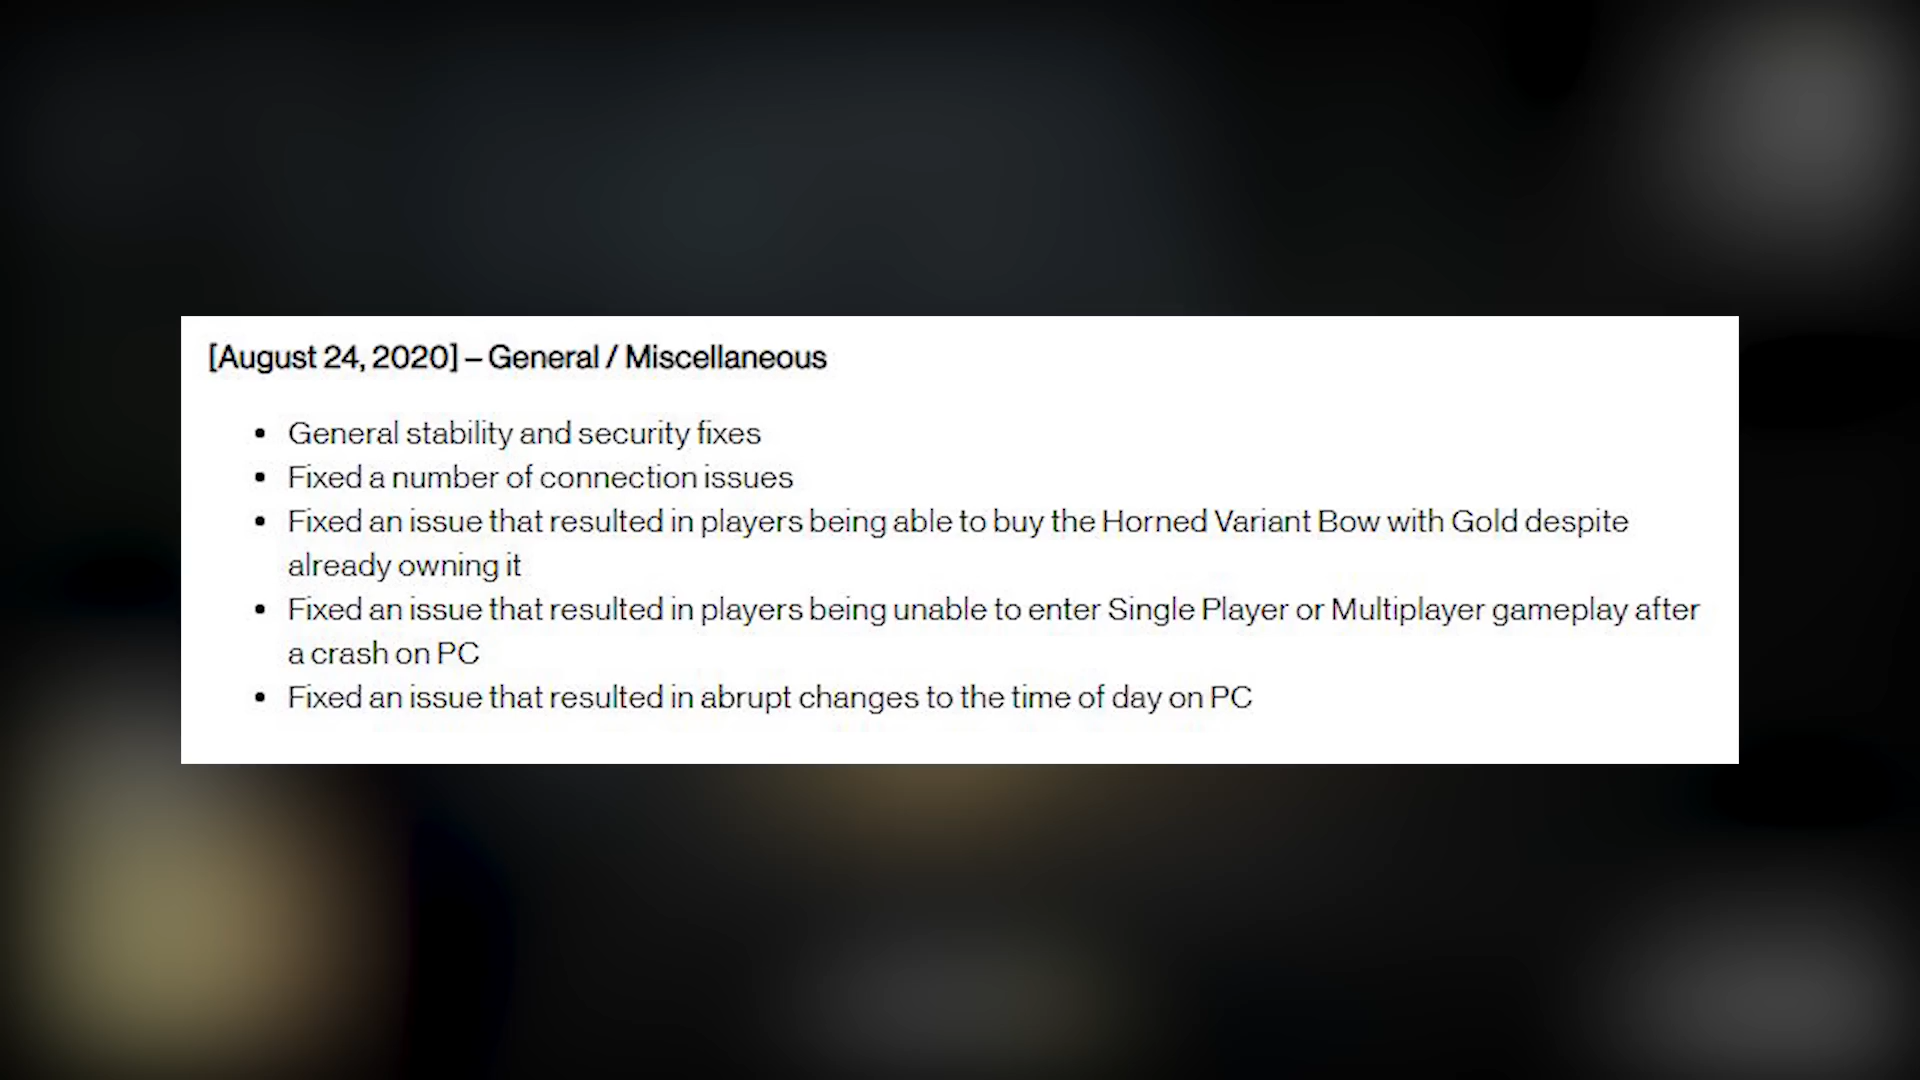 [August 24, 2020] – General / Miscellaneous
• General stability and security fixes
• Fixed a number of connection issues
• Fixed an issue that resulted in players being able to buy the Horned Variant Bow with Gold despite
already owning it
• Fixed an issue that resulted in players being unable to enter Single Player or Multiplayer gameplay after
a crash on PC
• Fixed an issue that resulted in abrupt changes to the time of day on PC